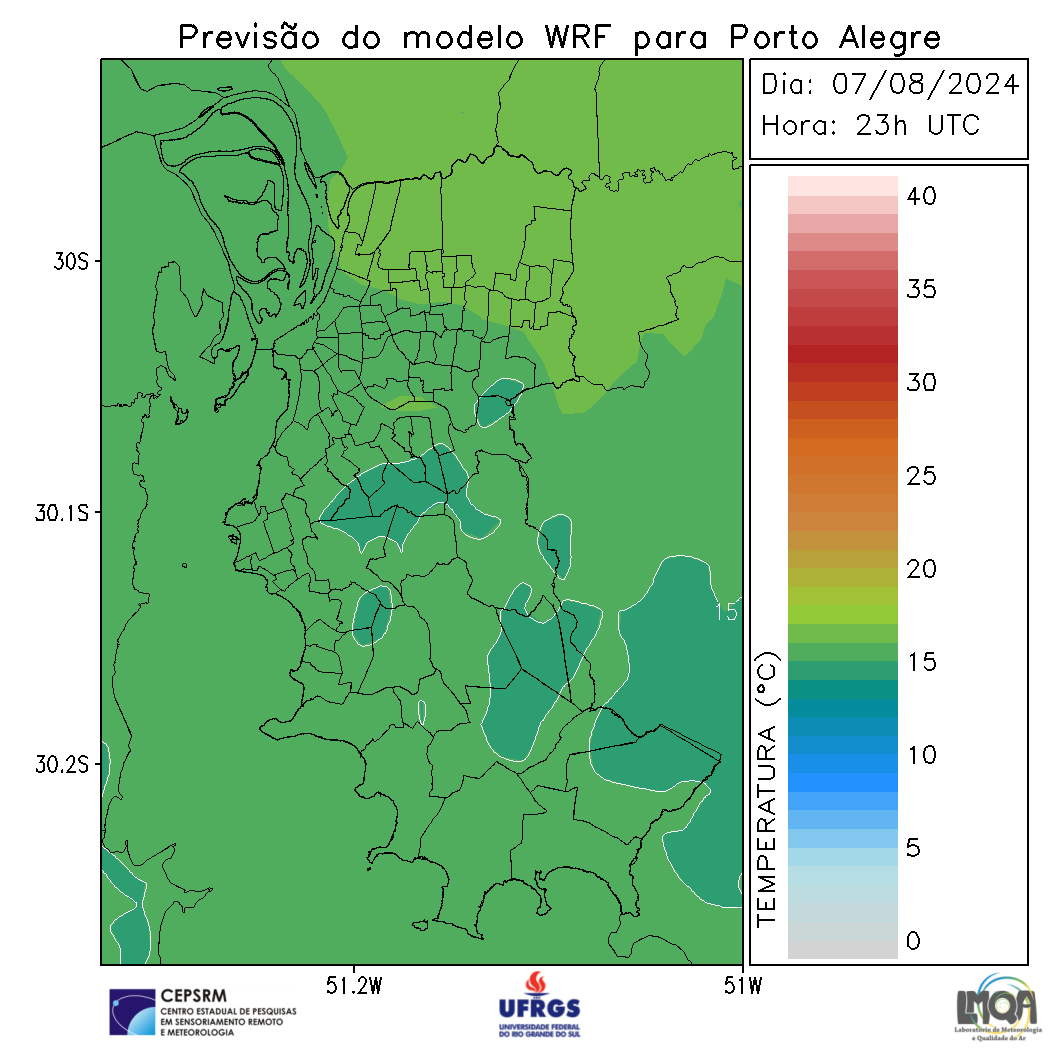 Previsão do modelo WRF para Porto Alegre
Dia: 07/08/2024
Hora: 23h UTC
40
35
30
25
20
15
10
5
0
TEMPERATURA (°C)
30S
30.1S
30.2S
15
51.2W
51W
CEPSRM
CENTRO ESTADUAL DE PESQUISAS
EM SENSORIAMENTO REMOTO
E METEOROLOGIA
UFRGS
UNIVERSIDADE FEDERAL
DO RIO GRANDE DO SUL
LMQA
Laboratório de Meteorologia
e Qualidade do Ar